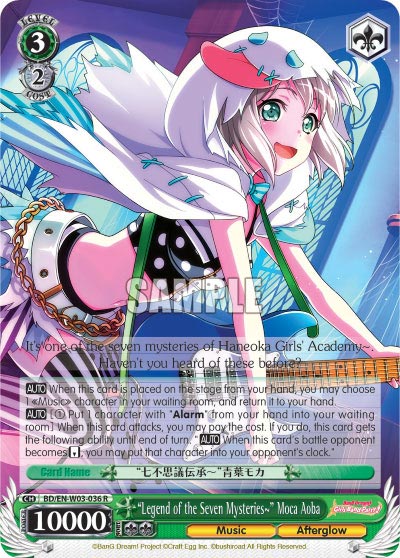 LEVEL
3
2
COST
SAMPLE
It's one of the seven mysteries of Haneoka Girls' Academy~.
Haven't you heard of these before?
AUTO When this card is placed on the stage from your hand, you may choose
1 «Music» character in your waiting room, and return it to your hand.
Put 1 character with "Alarm" from your hand into your waiting
room] When this card attacks, you may pay the cost. If you do, this card gets
the following ability until end of turn. "AUTO When this card's battle opponent
becomes, you may put that character into your opponent's clock."
Card Name
"七不思議伝承~"青葉モカ
CH BD/EN-W03-036 R
"Legend of the Seven Mysteries~" Moca Aoba
10000
Music
Afterglow
©BanG Dream! Project ©Craft Egg Inc. ©bushiroad All Rights Reserved.